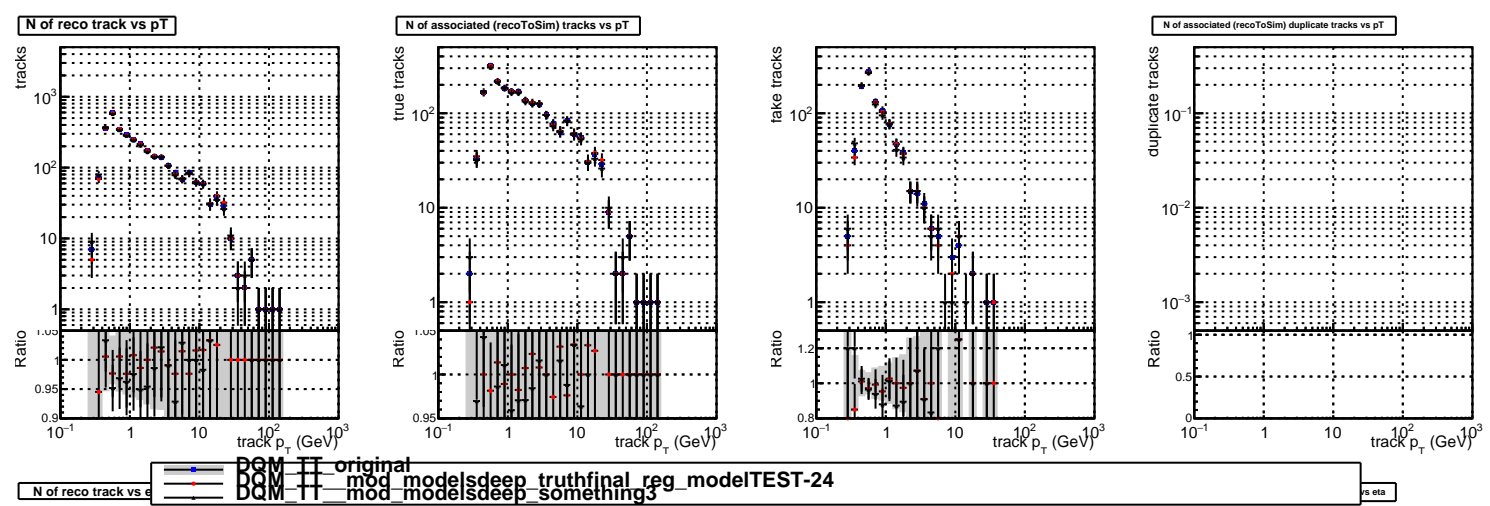 N of reco track vs pT
N of associated (recoToSim) tracks vs pT
N of associated (recoToSim) duplicate tracks vs pT
tracks
10³
10²
10
1
Ratio
1.05
1
0.95
0.9
10⁻¹ 1 10 10² 10³
track p_T (GeV)
true tracks
10²
10
1
Ratio
1.05
1
0.95
10⁻¹ 1 10 10² 10³
track p_T (GeV)
fake tracks
10²
10
1
Ratio
1.2
1
0.8
10⁻¹ 1 10 10² 10³
track p_T (GeV)
duplicate tracks
10⁻¹
10⁻²
10⁻³
Ratio
1
0.5
0
10⁻¹ 1 10 10² 10³
track p_T (GeV)
DQM_TT_original
DQM_TT__mod_modelsdeep_truthfinal_reg_modelTEST-24
DQM_TT__mod_modelsdeep_something3
N of reco track vs e
vs eta